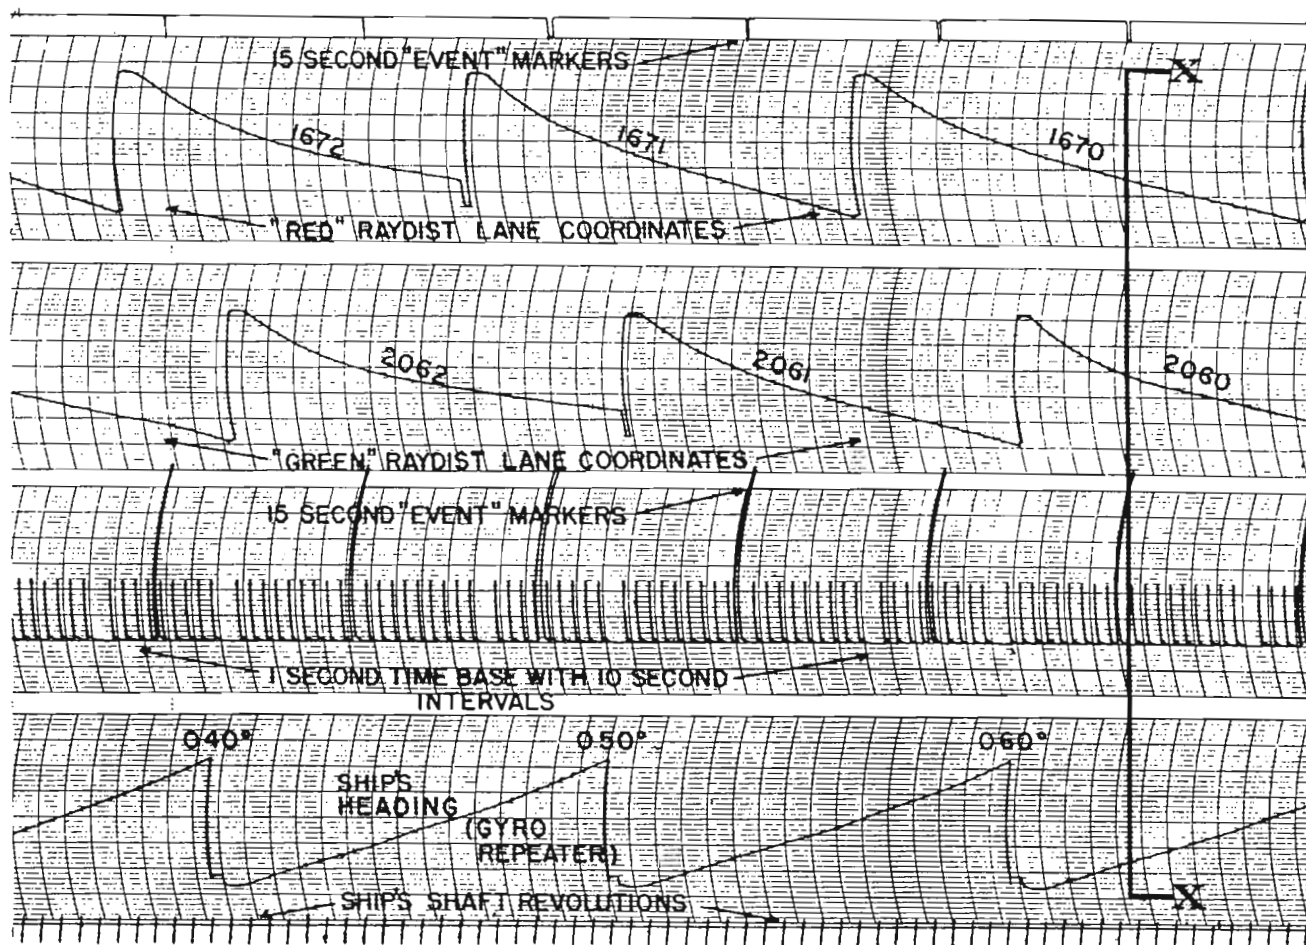 15 SECOND "EVENT" MARKERS
X
1672
1671
1670
"RED" RAYDIST LANE COORDINATES
2062
2061
2060
"GREEN" RAYDIST LANE COORDINATES
15 SECOND "EVENT" MARKERS
1 SECOND TIME BASE WITH 10 SECOND
INTERVALS
040°
050°
060°
SHIP'S
HEADING
(GYRO
REPEATER)
SHIP'S SHAFT REVOLUTIONS
X